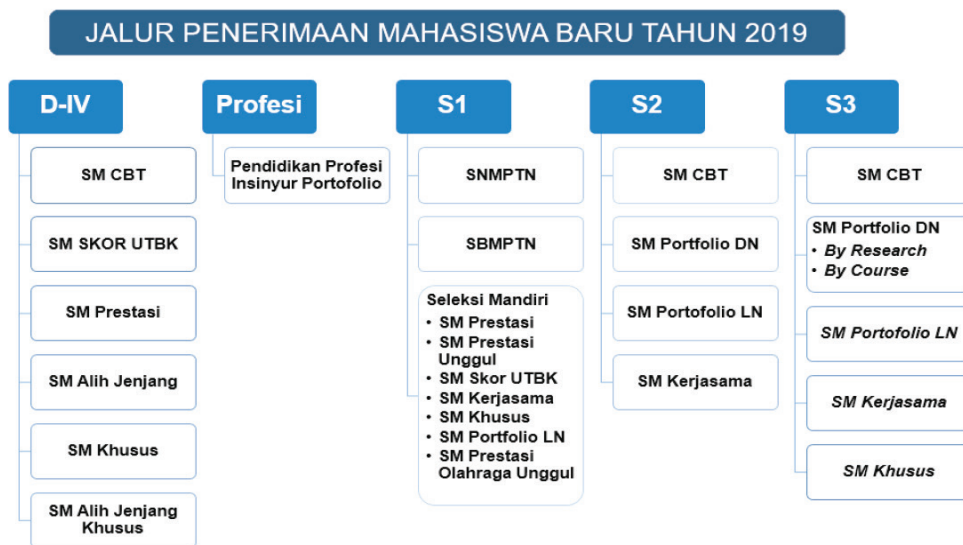 JALUR PENERIMAAN MAHASISWA BARU TAHUN 2019
D-IV
SM CBT
SM SKOR UTBK
SM Prestasi
SM Alih Jenjang
SM Khusus
SM Alih Jenjang
Khusus
Profesi
Pendidikan Profesi
Insinyur Portofolio
S1
SNMPTN
SBMPTN
Seleksi Mandiri
• SM Prestasi
• SM Prestasi
Unggul
• SM Skor UTBK
• SM Kerjasama
• SM Khusus
• SM Portfolio LN
• SM Prestasi
Olahraga Unggul
S2
SM CBT
SM Portfolio DN
SM Portofolio LN
SM Kerjasama
S3
SM CBT
SM Portfolio DN
• By Research
• By Course
SM Portofolio LN
SM Kerjasama
SM Khusus